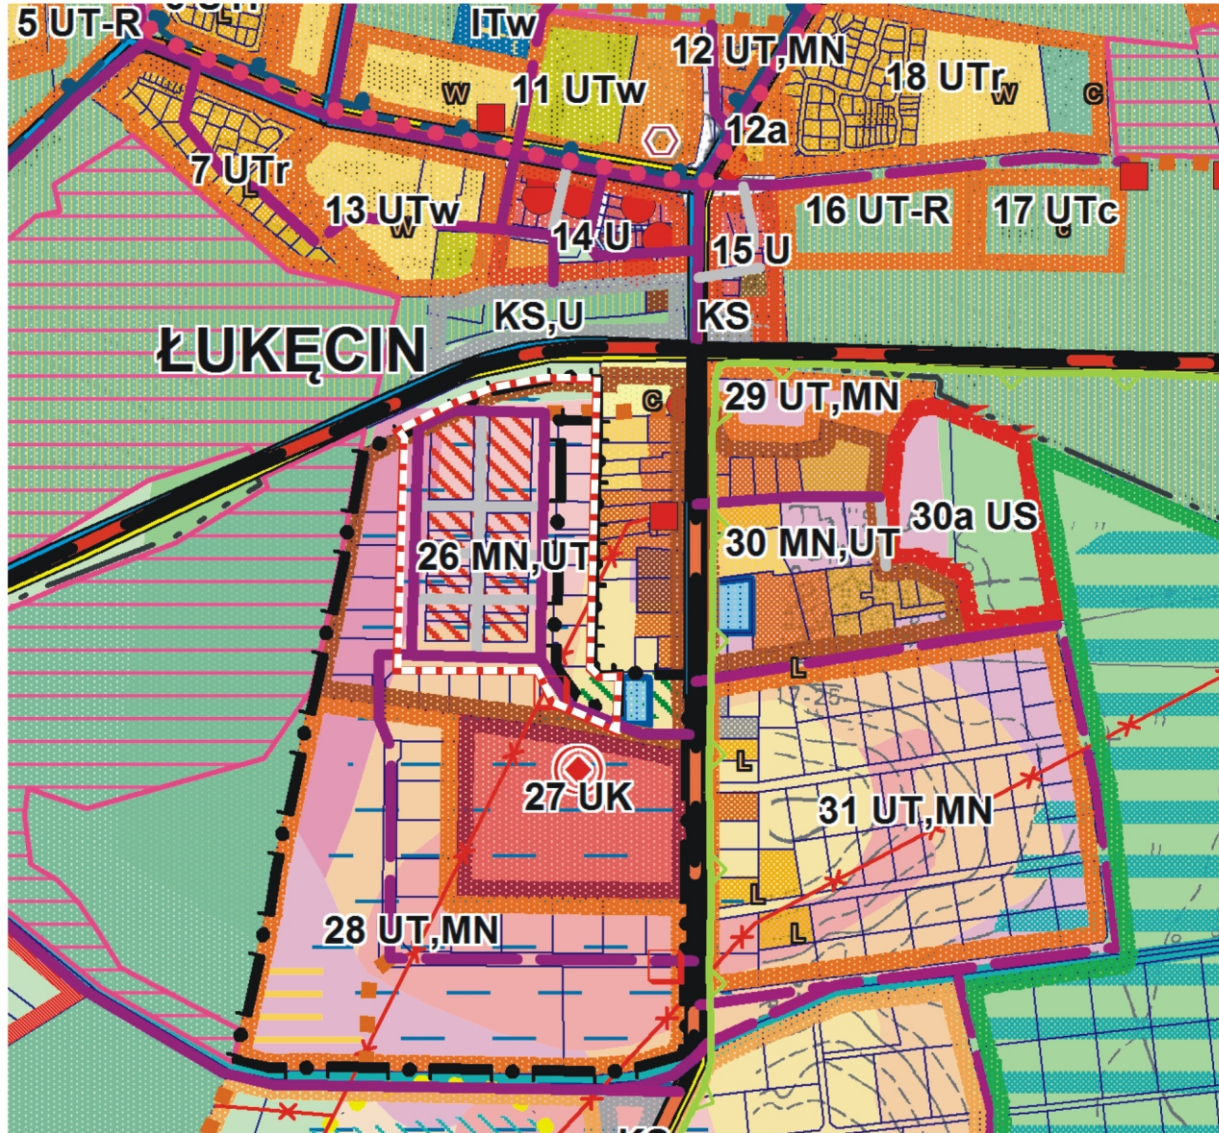 5 UT-R
ITw
12 UT,MN
11 UTw
18 UTr
W
W
C
12a
7 UTr
L
13 UTw
W
14 U
15 U
16 UT-R
17 UTc
C
KS,U
KS
ŁUKĘCIN
C
29 UT,MN
30a US
26 MN,UT
30 MN,UT
L
L
27 UK
31 UT,MN
L
28 UT,MN
L